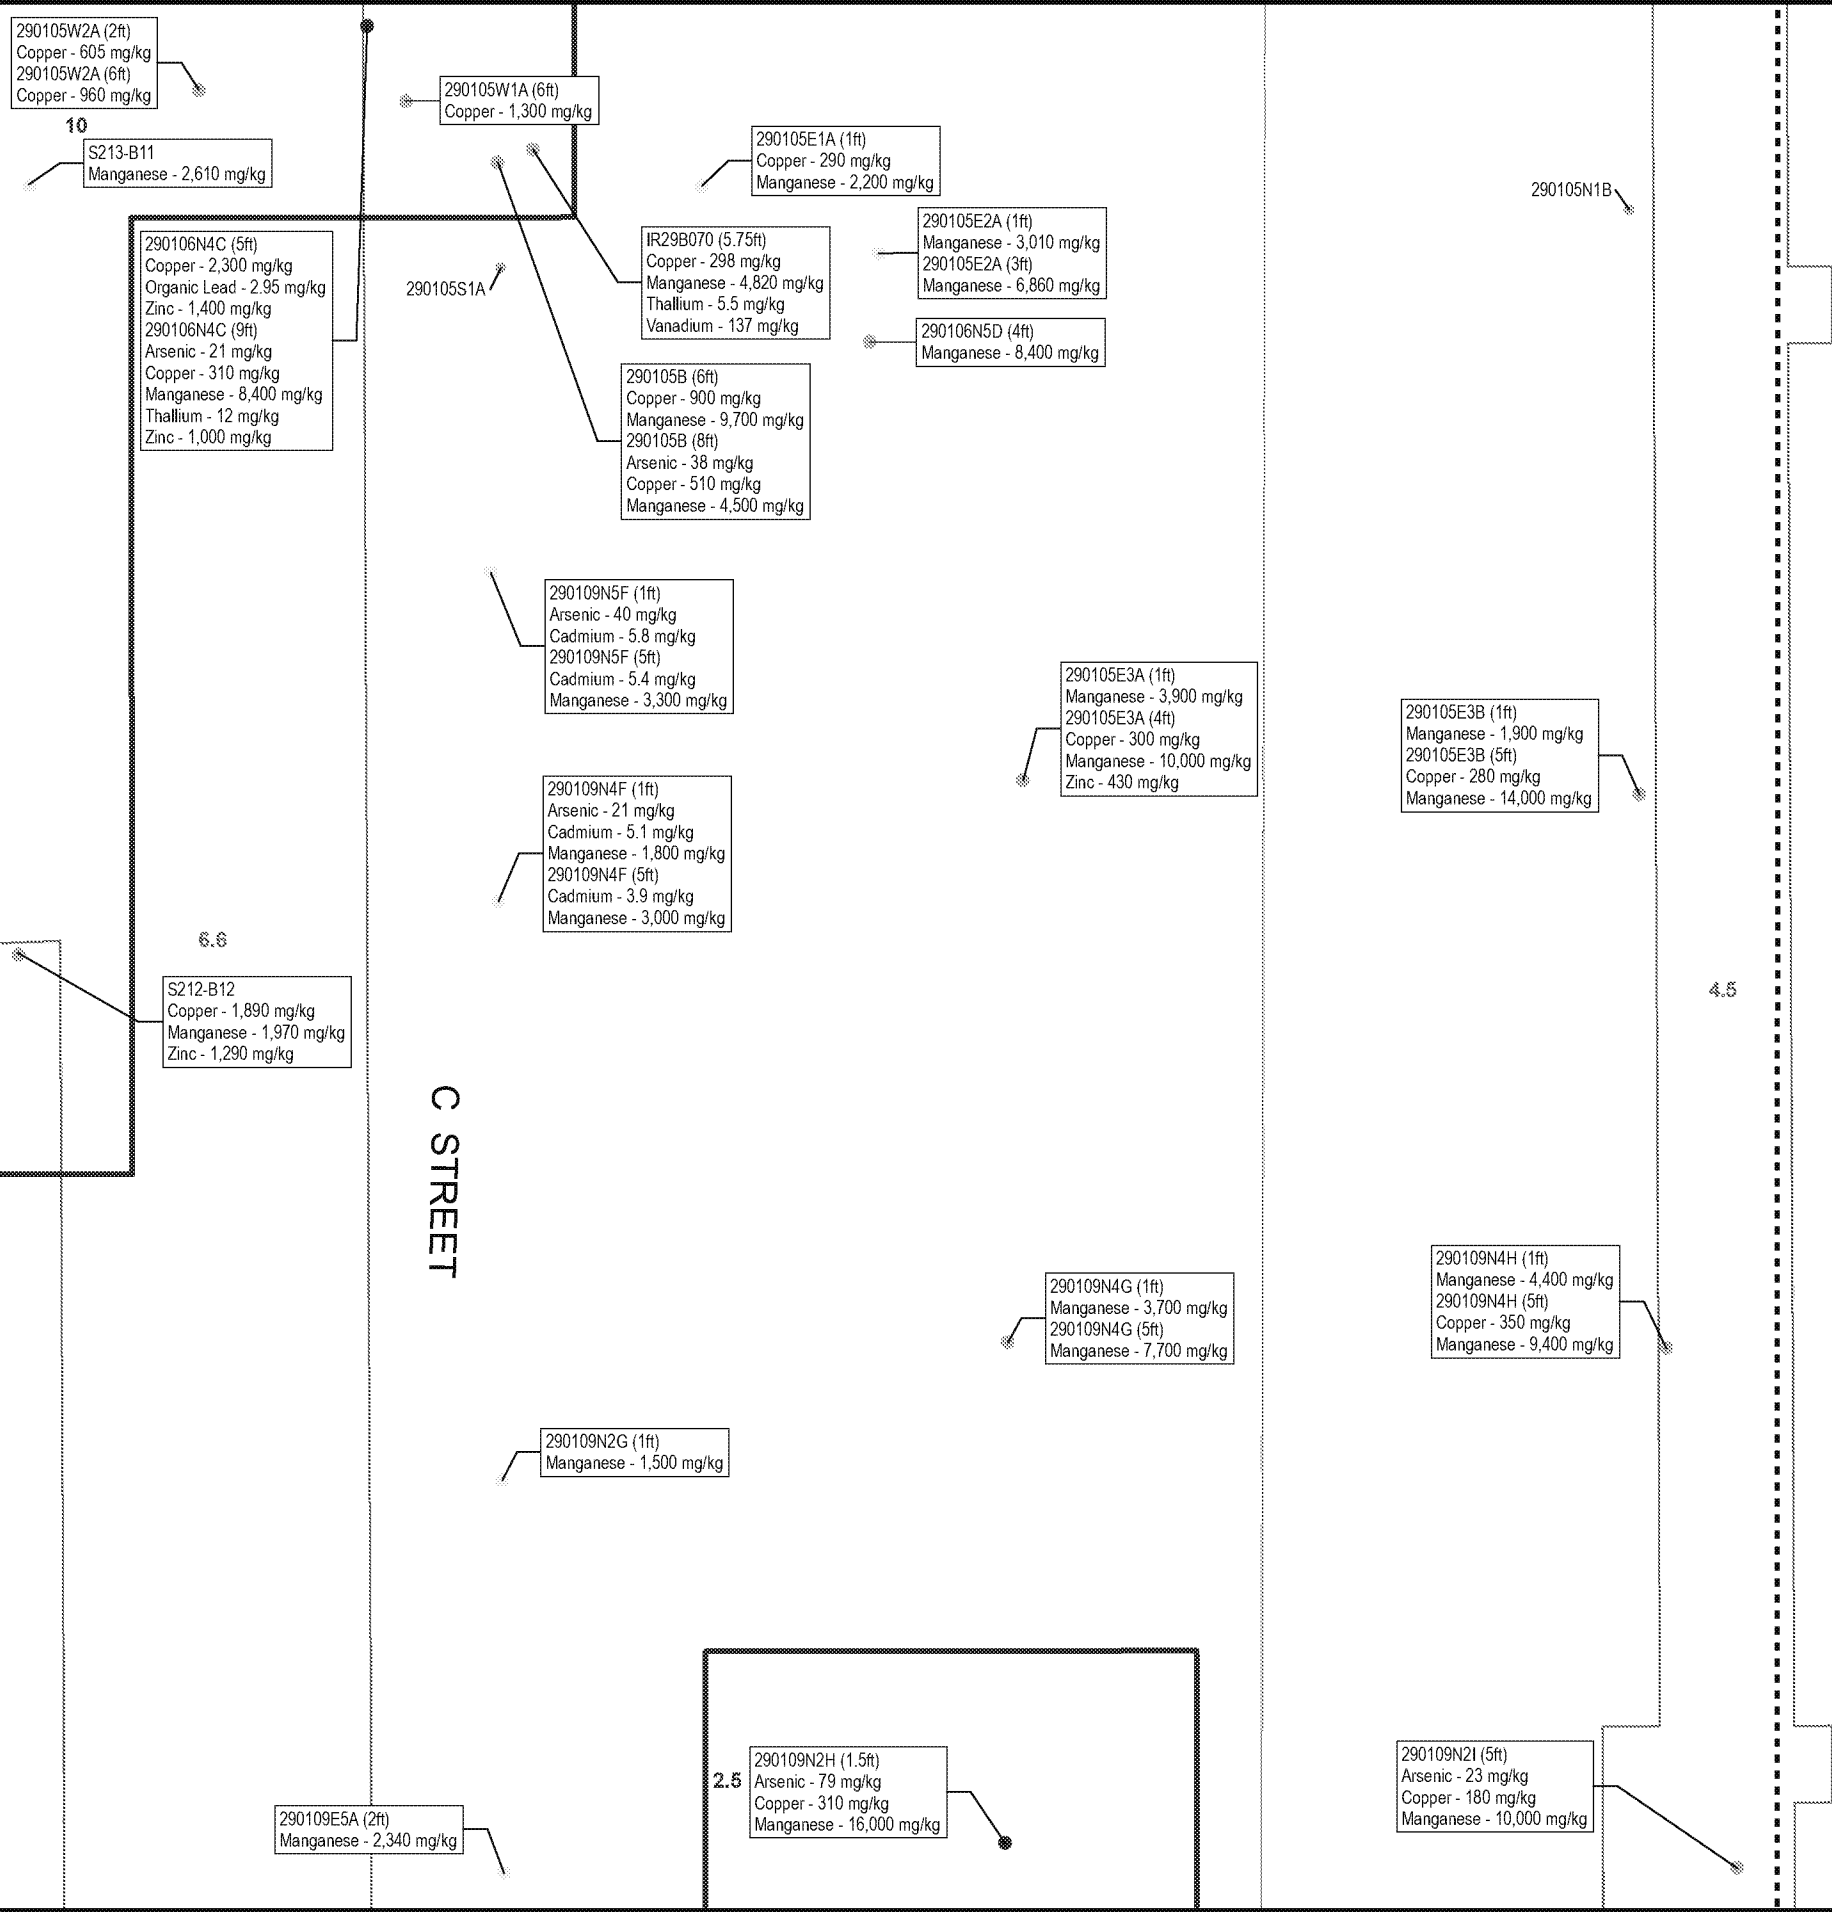 290105W2A (2ft)
Copper - 605 mg/kg
290105W2A (6ft)
Copper - 960 mg/kg
10
S213-B11
Manganese - 2,610 mg/kg
290105W1A (6ft)
Copper - 1,300 mg/kg
290105E1A (1ft)
Copper - 290 mg/kg
Manganese - 2,200 mg/kg
290105N1B
290105E2A (1ft)
Manganese - 3,010 mg/kg
290105E2A (3ft)
Manganese - 6,860 mg/kg
290106N4C (5ft)
Copper - 2,300 mg/kg
Organic Lead - 2.95 mg/kg
Zinc - 1,400 mg/kg
290106N4C (9ft)
Arsenic - 21 mg/kg
Copper - 310 mg/kg
Manganese - 8,400 mg/kg
Thallium - 12 mg/kg
Zinc - 1,000 mg/kg
290105S1A
IR29B070 (5.75ft)
Copper - 298 mg/kg
Manganese - 4,820 mg/kg
Thallium - 5.5 mg/kg
Vanadium - 137 mg/kg
290106N5D (4ft)
Manganese - 8,400 mg/kg
290105B (6ft)
Copper - 900 mg/kg
Manganese - 9,700 mg/kg
290105B (8ft)
Arsenic - 38 mg/kg
Copper - 510 mg/kg
Manganese - 4,500 mg/kg
290109N5F (1ft)
Arsenic - 40 mg/kg
Cadmium - 5.8 mg/kg
290109N5F (5ft)
Cadmium - 5.4 mg/kg
Manganese - 3,300 mg/kg
290105E3A (1ft)
Manganese - 3,900 mg/kg
290105E3A (4ft)
Copper - 300 mg/kg
Manganese - 10,000 mg/kg
Zinc - 430 mg/kg
290105E3B (1ft)
Manganese - 1,900 mg/kg
290105E3B (5ft)
Copper - 280 mg/kg
Manganese - 14,000 mg/kg
290109N4F (1ft)
Arsenic - 21 mg/kg
Cadmium - 5.1 mg/kg
Manganese - 1,800 mg/kg
290109N4F (5ft)
Cadmium - 3.9 mg/kg
Manganese - 3,000 mg/kg
6.6
S212-B12
Copper - 1,890 mg/kg
Manganese - 1,970 mg/kg
Zinc - 1,290 mg/kg
4.5
C STREET
290109N4G (1ft)
Manganese - 3,700 mg/kg
290109N4G (5ft)
Manganese - 7,700 mg/kg
290109N4H (1ft)
Manganese - 4,400 mg/kg
290109N4H (5ft)
Copper - 350 mg/kg
Manganese - 9,400 mg/kg
290109N2G (1ft)
Manganese - 1,500 mg/kg
290109E5A (2ft)
Manganese - 2,340 mg/kg
2.5
290109N2H (1.5ft)
Arsenic - 79 mg/kg
Copper - 310 mg/kg
Manganese - 16,000 mg/kg
290109N2I (5ft)
Arsenic - 23 mg/kg
Copper - 180 mg/kg
Manganese - 10,000 mg/kg